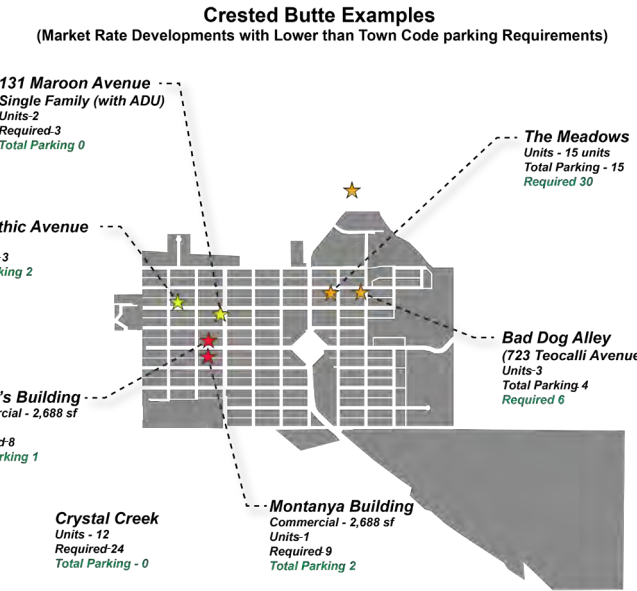 Crested Butte Examples
(Market Rate Developments with Lower than Town Code parking Requirements)
131 Maroon Avenue
Single Family (with ADU)
Units-2
Required-3
Total Parking 0
The Meadows
Units - 15 units
Total Parking - 15
Required 30
thic Avenue
-3
king 2
Bad Dog Alley
(723 Teocalli Avenue
Units-3
Total Parking 4
Required 6
's Building
rcial - 2,688 sf
d-8
rking 1
Montanya Building
Commercial - 2,688 sf
Units-1
Required-9
Total Parking 2
Crystal Creek
Units - 12
Required-24
Total Parking - 0